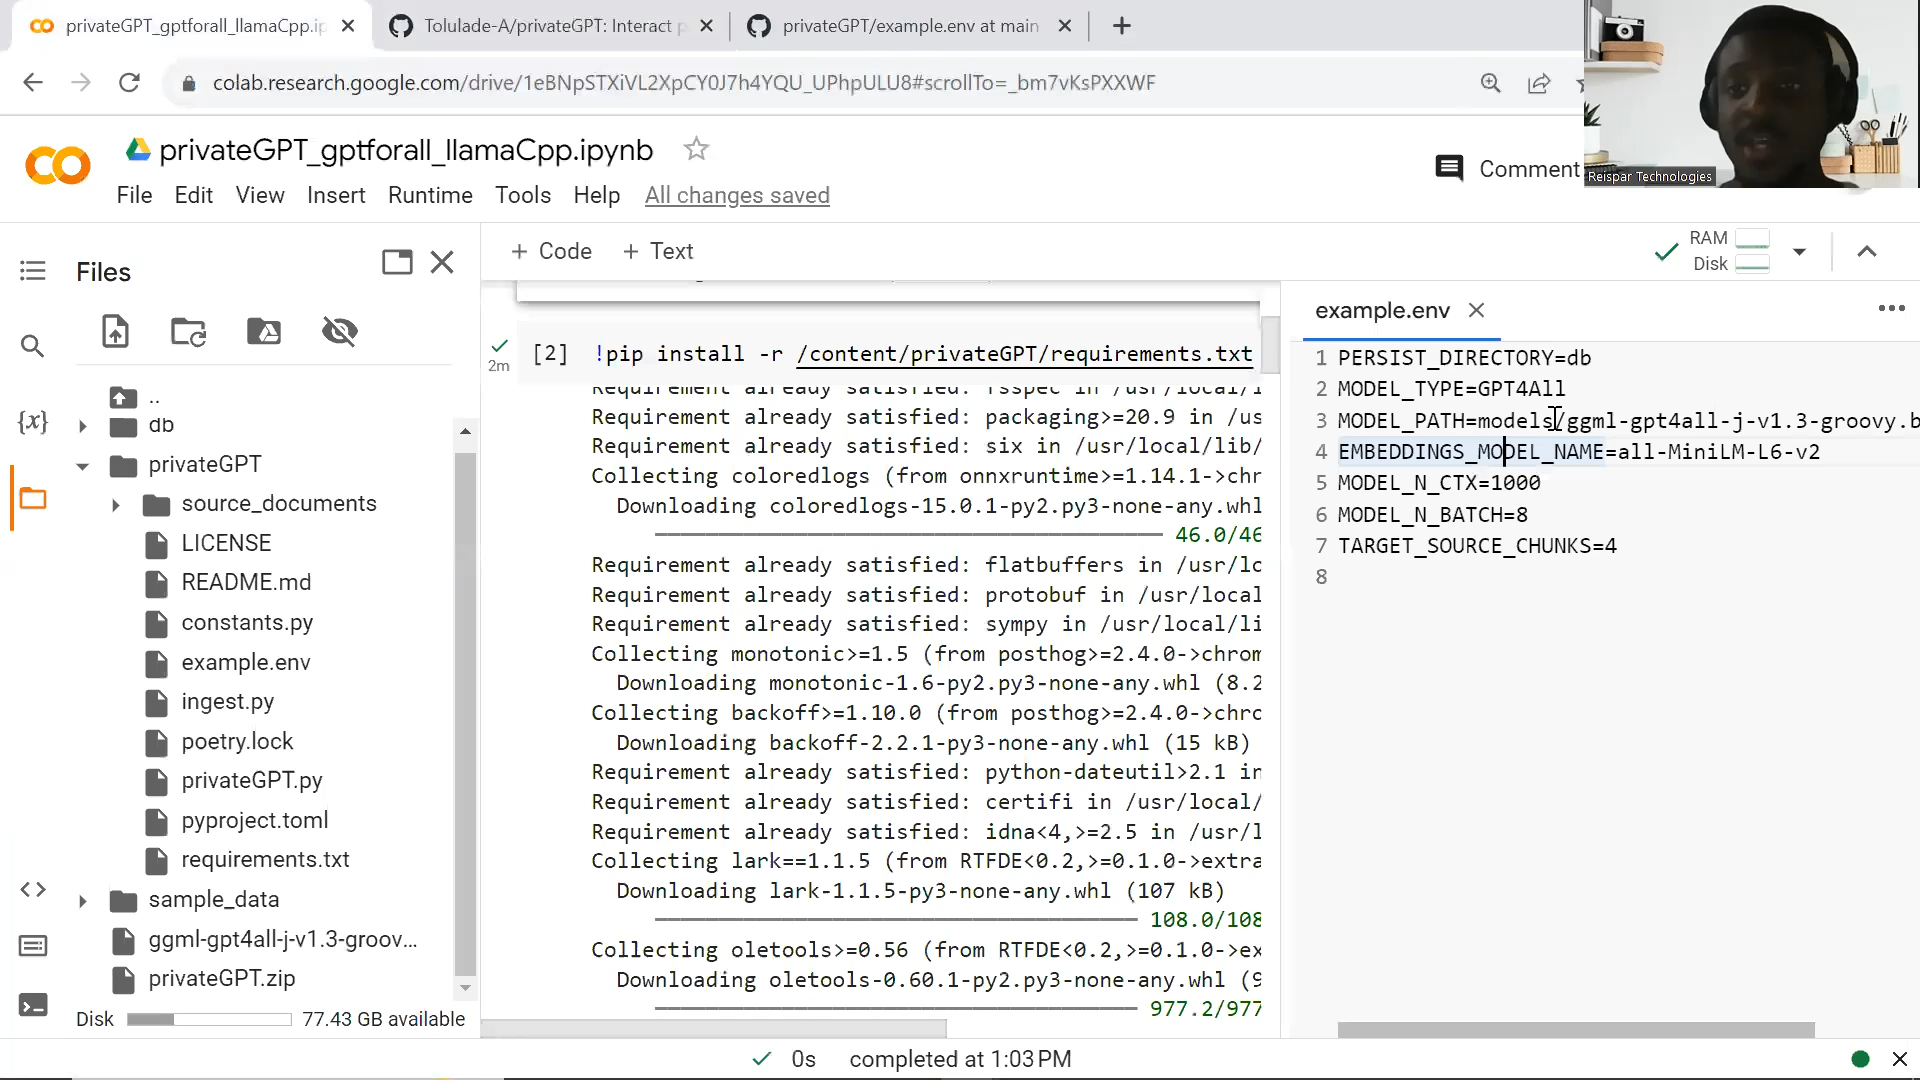 privateGPT_gptforall_llamaCpp.ip
Tolulade-A/privateGPT: Interact p
privateGPT/example.env at main
colab.research.google.com/drive/1eBNpSTXiVL2XpCY0J7h4YQU_UPhpULU8#scrollTo=_bm7vKsPXXWF
privateGPT_gptforall_llamaCpp.ipynb
Comment
Reispar Technologies
File Edit View Insert Runtime Tools Help All changes saved
Files
+ Code + Text
RAM
Disk
..
db
privateGPT
source_documents
LICENSE
README.md
constants.py
example.env
ingest.py
poetry.lock
privateGPT.py
pyproject.toml
requirements.txt
sample_data
ggml-gpt4all-j-v1.3-groov...
privateGPT.zip
Disk 77.43 GB available
2m
[2] !pip install -r /content/privateGPT/requirements.txt
Requirement already satisfied: fsspec in /usr/local/l
Requirement already satisfied: packaging>=20.9 in /us
Requirement already satisfied: six in /usr/local/lib/
Collecting coloredlogs (from onnxruntime>=1.14.1->chr
Downloading coloredlogs-15.0.1-py2.py3-none-any.whl
46.0/46
Requirement already satisfied: flatbuffers in /usr/lo
Requirement already satisfied: protobuf in /usr/local
Requirement already satisfied: sympy in /usr/local/li
Collecting monotonic>=1.5 (from posthog>=2.4.0->chrom
Downloading monotonic-1.6-py2.py3-none-any.whl (8.2
Collecting backoff>=1.10.0 (from posthog>=2.4.0->chro
Downloading backoff-2.2.1-py3-none-any.whl (15 kB)
Requirement already satisfied: python-dateutil>2.1 in
Requirement already satisfied: certifi in /usr/local/
Requirement already satisfied: idna<4,>=2.5 in /usr/l
Collecting lark==1.1.5 (from RTFDE<0.2,>=0.1.0->extra
Downloading lark-1.1.5-py3-none-any.whl (107 kB)
108.0/108
Collecting oletools>=0.56 (from RTFDE<0.2,>=0.1.0->ex
Downloading oletools-0.60.1-py2.py3-none-any.whl (9
977.2/977
example.env
1 PERSIST_DIRECTORY=db
2 MODEL_TYPE=GPT4All
3 MODEL_PATH=models/ggml-gpt4all-j-v1.3-groovy.b
4 EMBEDDINGS_MODEL_NAME=all-MiniLM-L6-v2
5 MODEL_N_CTX=1000
6 MODEL_N_BATCH=8
7 TARGET_SOURCE_CHUNKS=4
8
0s completed at 1:03 PM